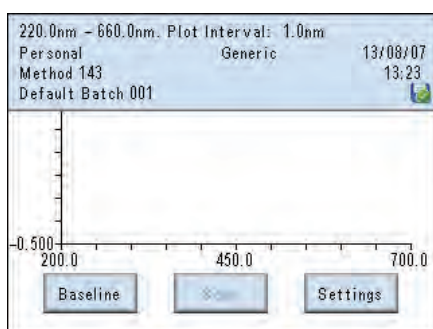 220.0nm – 660.0nm. Plot Interval: 1.0nm
Personal Generic 13/08/07
Method 143 13:23
Default Batch 001
-0.500
200.0 450.0 700.0
Baseline Settings